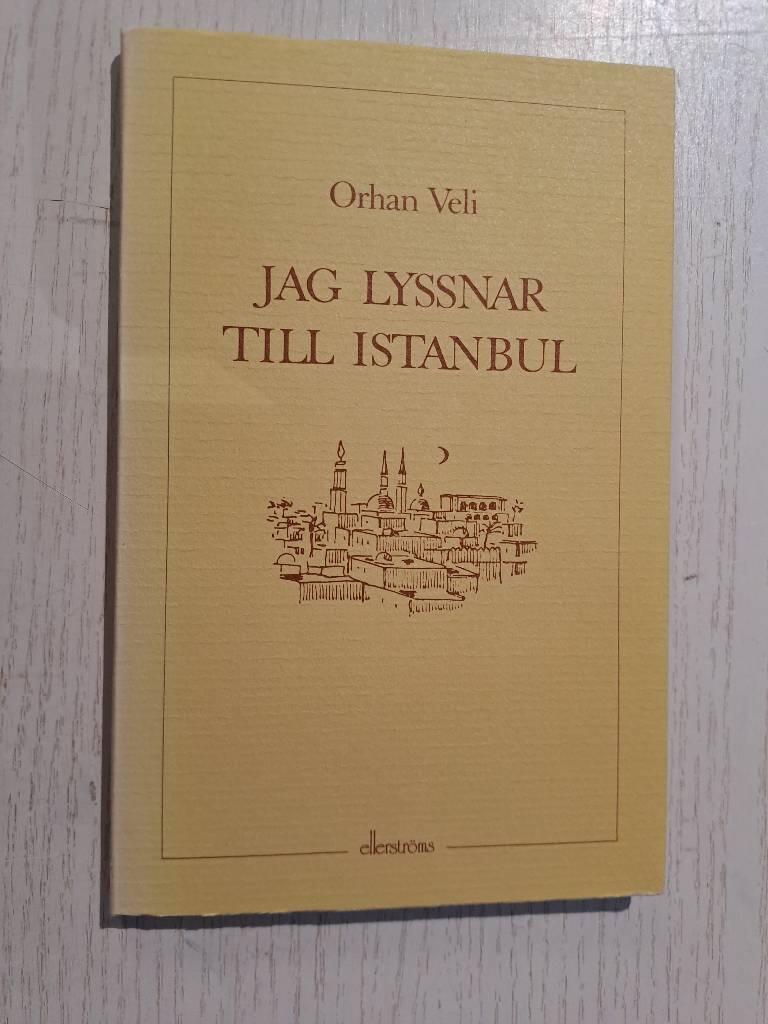 Orhan Veli
JAG LYSSNAR
TILL ISTANBUL
ellerströms